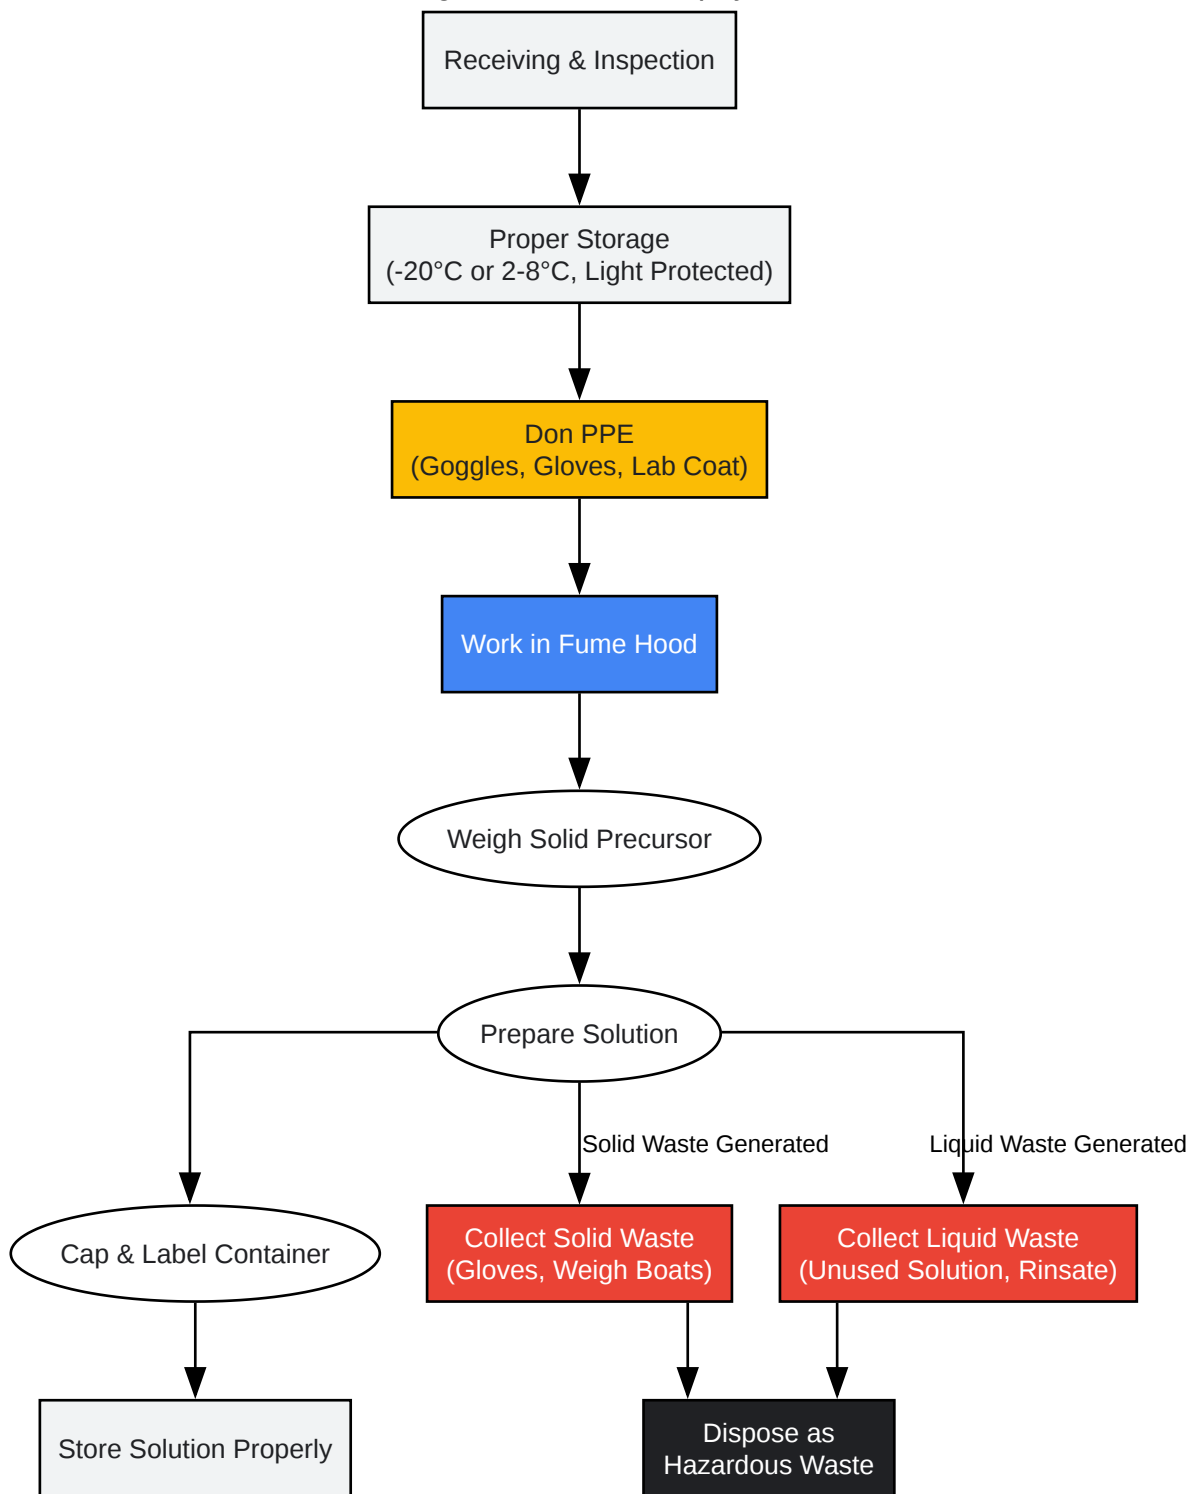 Receiving & Inspection
Proper Storage
(-20°C or 2-8°C, Light Protected)
Don PPE
(Goggles, Gloves, Lab Coat)
Work in Fume Hood
Weigh Solid Precursor
Prepare Solution
Solid Waste Generated
Liquid Waste Generated
Cap & Label Container
Collect Solid Waste
(Gloves, Weigh Boats)
Collect Liquid Waste
(Unused Solution, Rinsate)
Store Solution Properly
Dispose as
Hazardous Waste